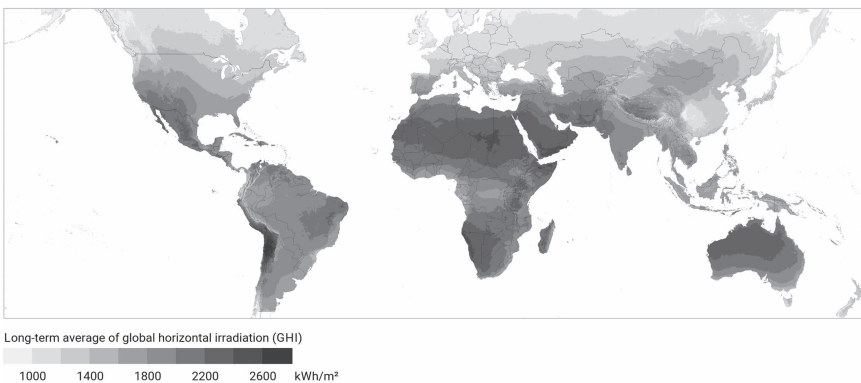 Long-term average of global horizontal irradiation (GHI)
1000 1400 1800 2200 2600 kWh/m²